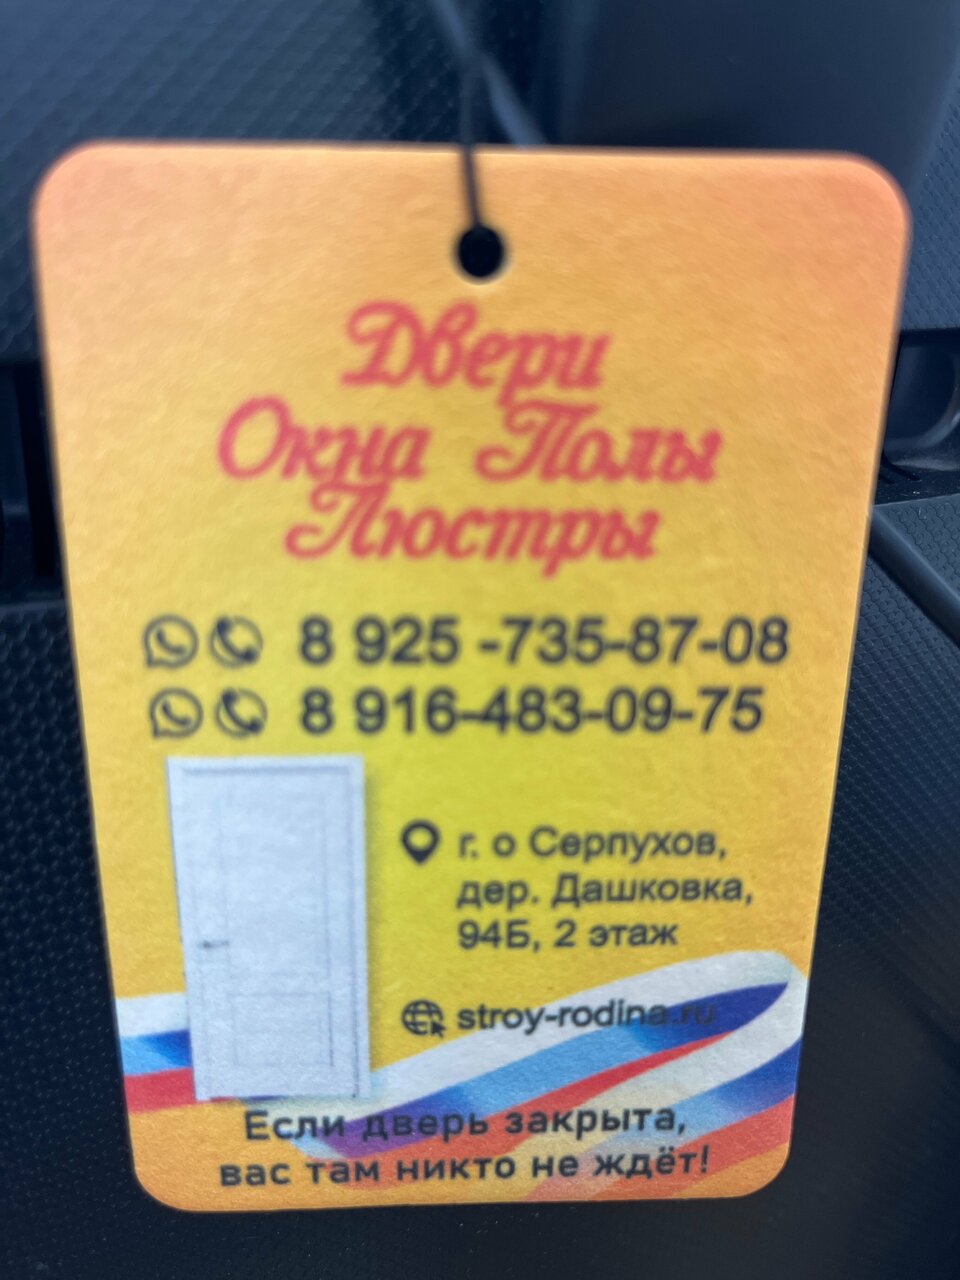 Двери
Окна Полы
Люстры
8 925 -735-87-08
8 916-483-09-75
г. о Серпухов,
дер. Дашковка,
94Б, 2 этаж
stroy-rodina.ru
Если дверь закрыта,
вас там никто не ждёт!